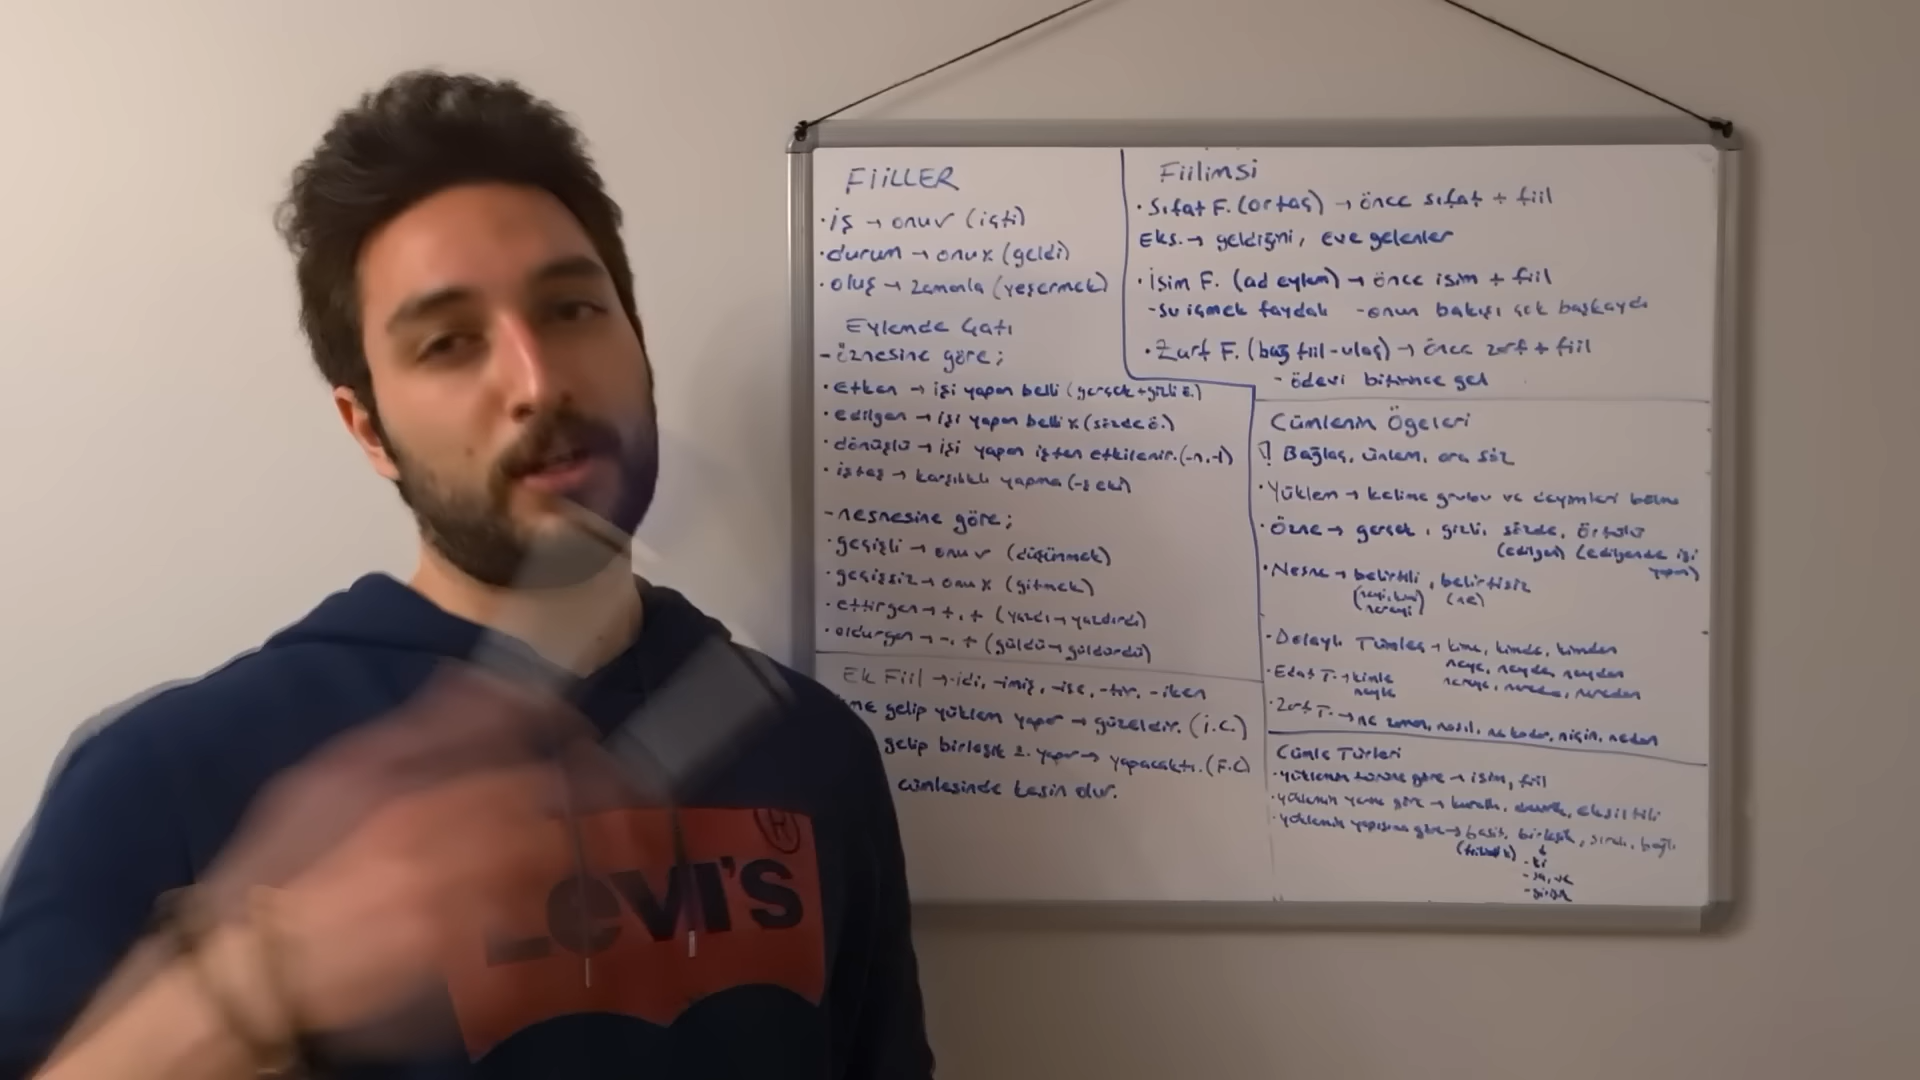 FiiLLER
• iş → onu✓ (içti)
• durum → onu x (geldi)
• oluş → zamanla (yeşermek)
Eylemde Çatı
- öznesine göre;
• etken → işi yapan belli (gerçek + gizli ö.)
• edilgen → işi yapan belli x (sözde ö.)
• dönüşlü → işi yapan işten etkilenir. (-n, -l)
• işteş → karşılıklı yapma (-ş eki)
- nesnesine göre;
• geçişli → onu ✓ (düşünmek)
• geçişsiz → onu x (gitmek)
• ettirgen → +, + (yazdı → yazdırdı)
• oldurgan → -, + (güldü → güldürdü)
Ek Fiil → -idi, -imiş, -ise, -tir, -iken
gelip yüklem yapar → güzeldir. (i.C.)
gelip birleşik z. yapar → yapacaktı. (F.C)
cümlesinde kesin olur.
Fiilimsi
• Sıfat F. (ortaç) → önce sıfat + fiil
Eks. → geldiğini, eve gelenler
• İsim F. (ad eylem) → önce isim + fiil
- su içmek faydalı - onun bakışı çok başkaydı
• Zarf F. (bağ fiil - ulaç) → önce zarf + fiil
- ödevi bitirince gel
Cümlenin Ögeleri
! Bağlaç, ünlem, ara söz
• Yüklem → kelime grubu ve deyimleri bölme
• Özne → gerçek, gizli, sözde, örtülü
(edilgen) (edilgende işi
yapan)
• Nesne → belirtili, belirtisiz
(neyi, kimi (ne)
nereyi)
• Dolaylı Tümleç → kime, kimde, kimden
neye, neyde, neyden
nereye, nerede, nereden
• Edat T. → kimle
neyle
• Zarf T. → ne zaman, nasıl, ne kadar, niçin, neden
Cümle Türleri
• yüklemin türüne göre → isim, fiil
• yüklemin yerine göre → kurallı, devrik, eksiltili
• yüklemin yapısına göre → basit, birleşik, sıralı, bağlı
- ki
LEVI'S
®